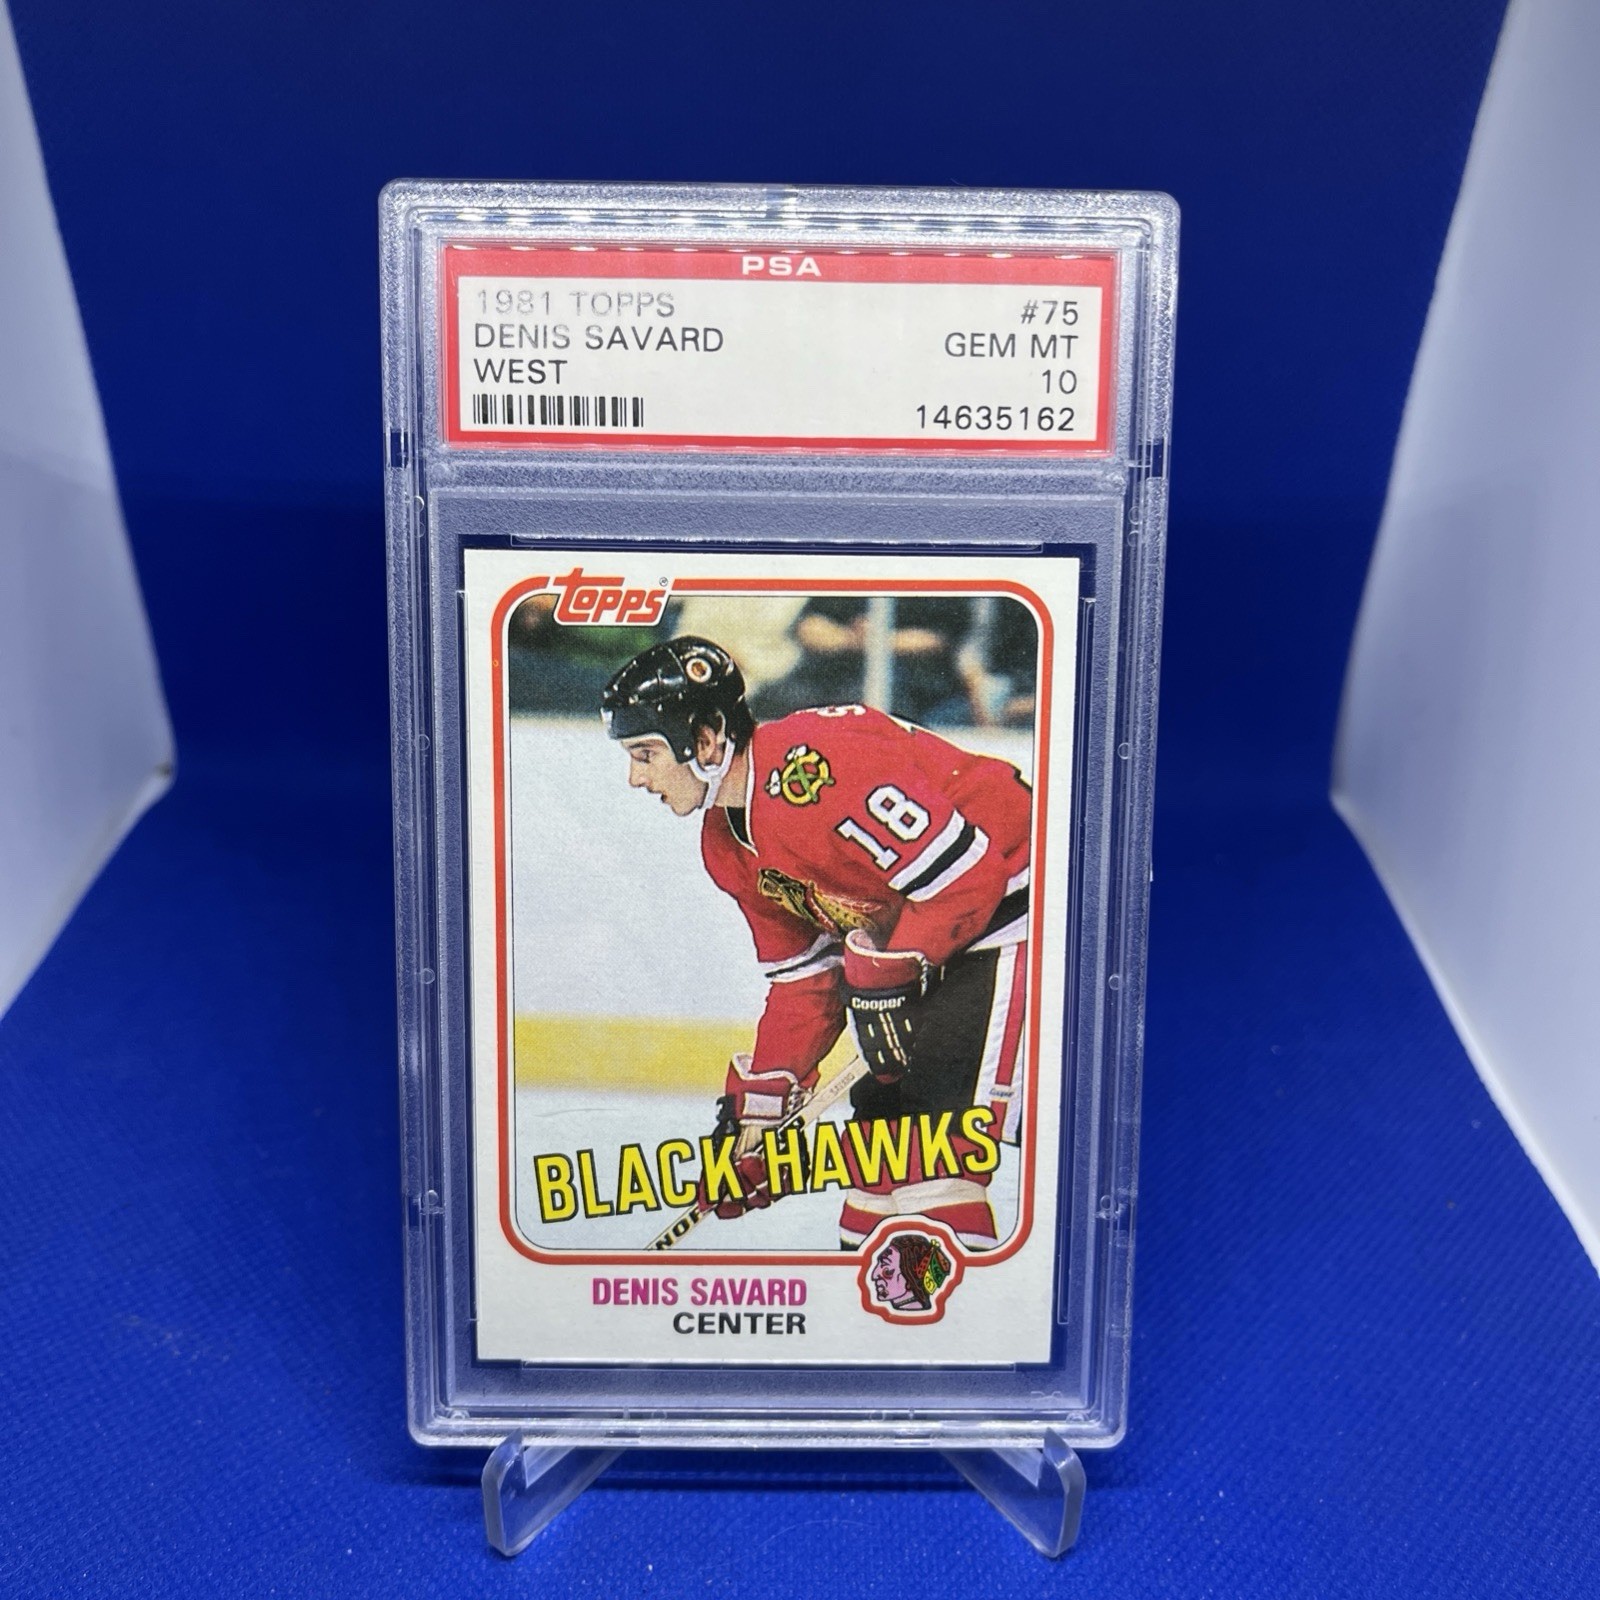 PSA
1981 TOPPS #75
DENIS SAVARD GEM MT
WEST 10
14635162
Topps®
18
Cooper
BLACK HAWKS
DENIS SAVARD
CENTER